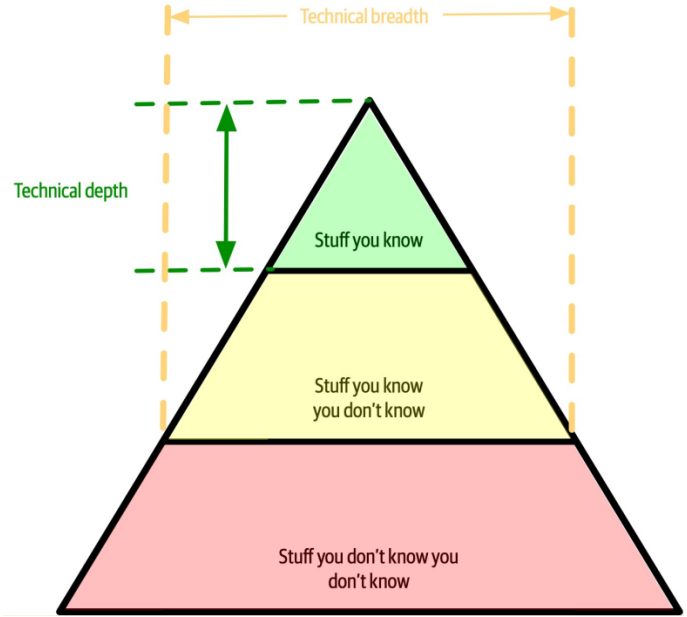 Technical breadth
Technical depth
Stuff you know
Stuff you know
you don't know
Stuff you don't know you
don't know